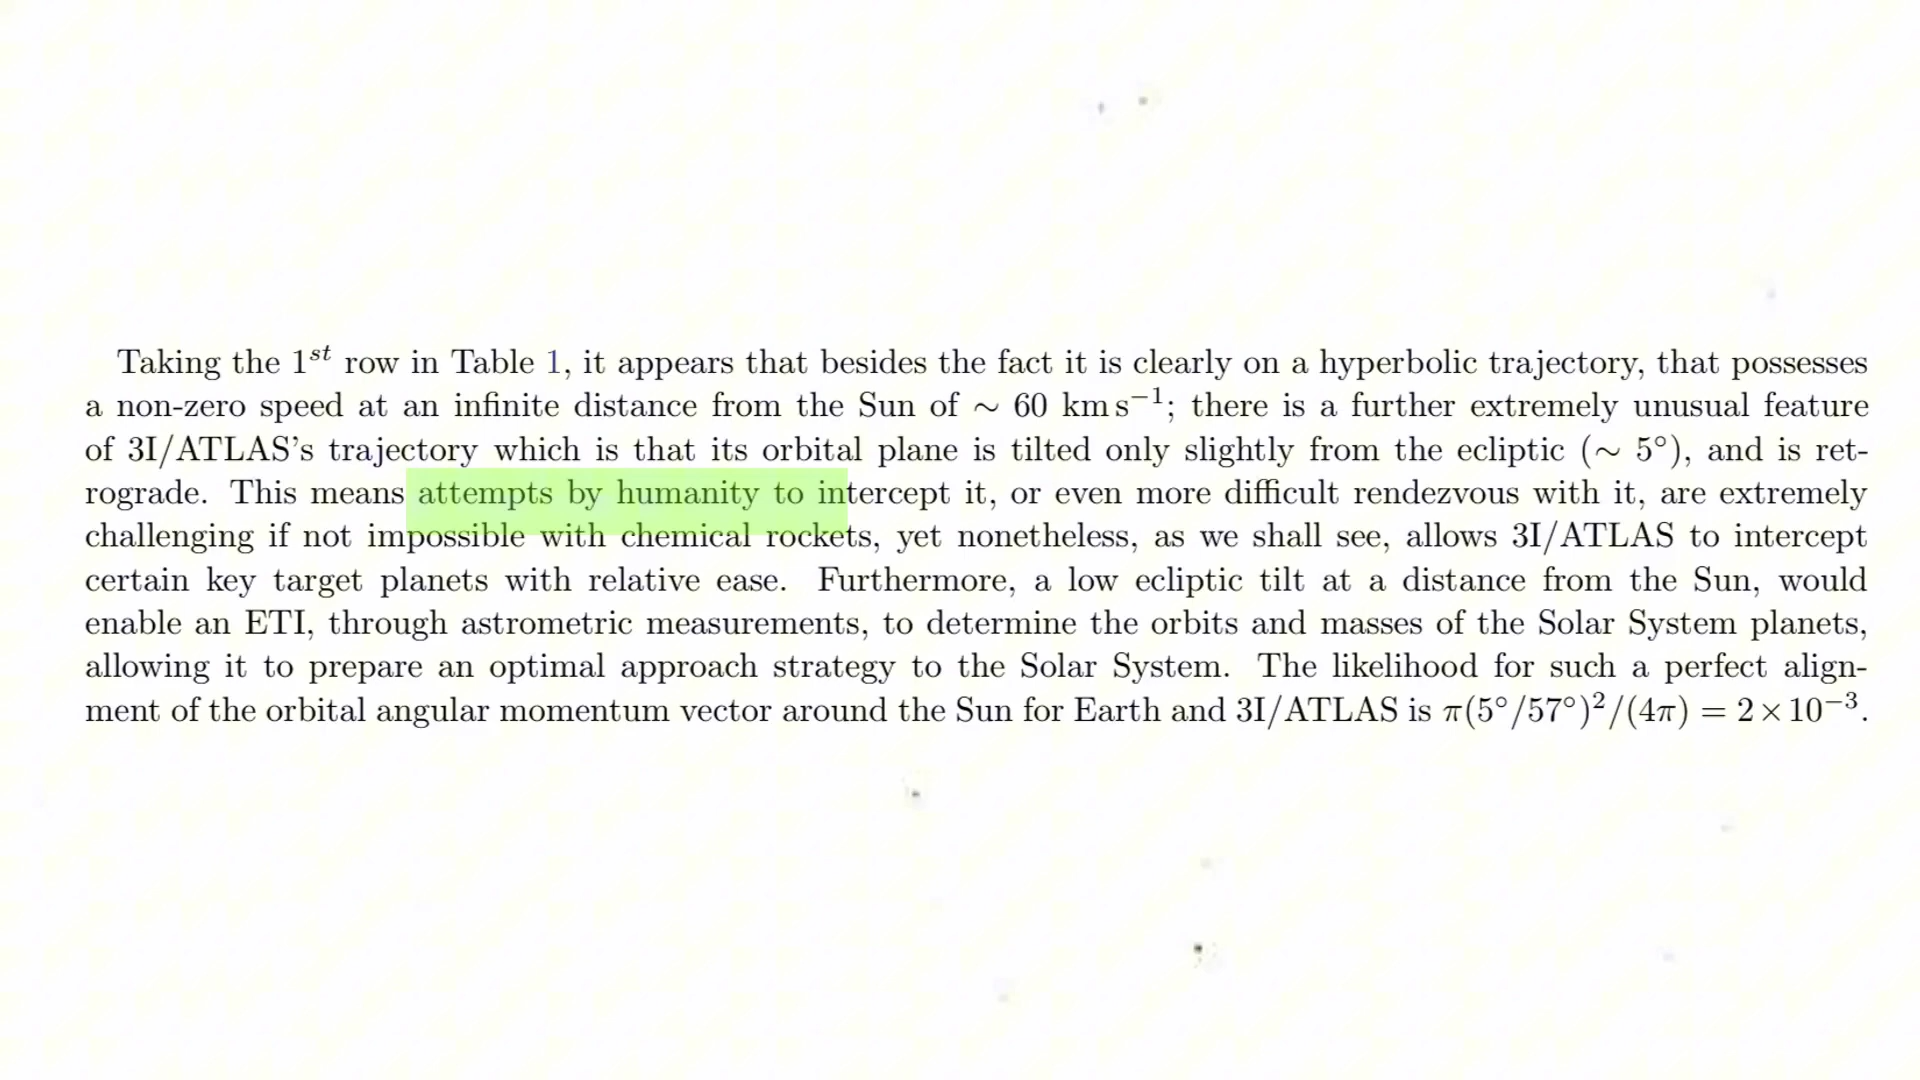 Taking the 1st row in Table 1, it appears that besides the fact it is clearly on a hyperbolic trajectory, that possesses
a non-zero speed at an infinite distance from the Sun of ∼ 60 km s−1; there is a further extremely unusual feature
of 3I/ATLAS’s trajectory which is that its orbital plane is tilted only slightly from the ecliptic (∼ 5°), and is ret-
rograde. This means attempts by humanity to intercept it, or even more difficult rendezvous with it, are extremely
challenging if not impossible with chemical rockets, yet nonetheless, as we shall see, allows 3I/ATLAS to intercept
certain key target planets with relative ease. Furthermore, a low ecliptic tilt at a distance from the Sun, would
enable an ETI, through astrometric measurements, to determine the orbits and masses of the Solar System planets,
allowing it to prepare an optimal approach strategy to the Solar System. The likelihood for such a perfect align-
ment of the orbital angular momentum vector around the Sun for Earth and 3I/ATLAS is π(5°/57°)2/(4π) = 2 × 10−3.